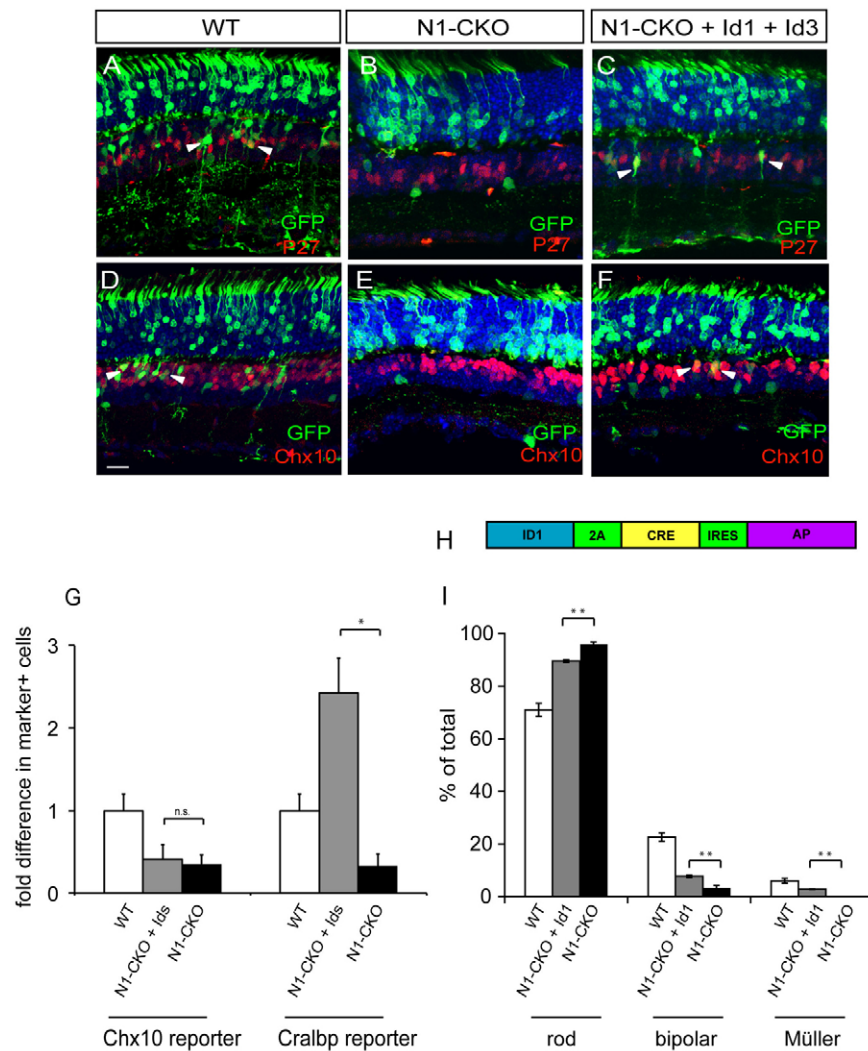 WT
N1-CKO
N1-CKO + Id1 + Id3
A
B
C
GFP
P27
GFP
P27
GFP
P27
D
E
F
GFP
Chx10
GFP
Chx10
GFP
Chx10
H
ID1 2A CRE IRES AP
G
fold difference in marker+ cells
3
2
1
0
n.s.
*
WT
N1-CKO + Ids
N1-CKO
WT
N1-CKO + Ids
N1-CKO
Chx10 reporter
Cralbp reporter
I
% of total
100
80
60
40
20
0
**
**
**
WT
N1-CKO + Id1
N1-CKO
WT
N1-CKO + Id1
N1-CKO
WT
N1-CKO + Id1
N1-CKO
rod
bipolar
Müller